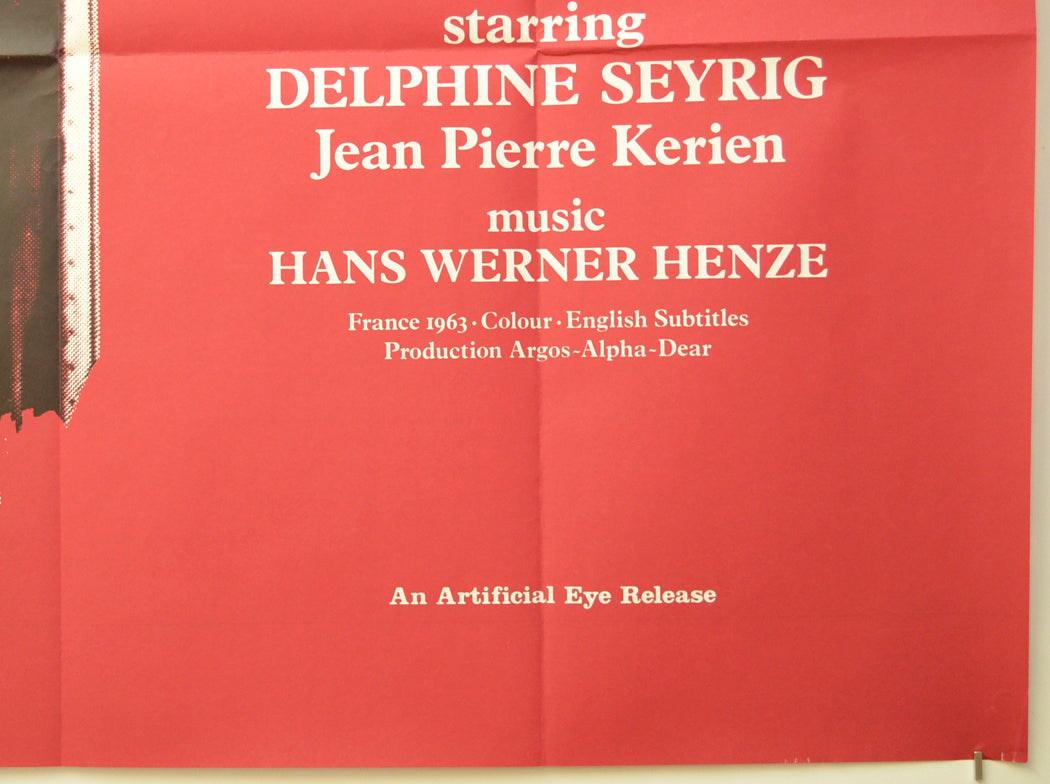 starring
DELPHINE SEYRIG
Jean Pierre Kerien
music
HANS WERNER HENZE
France 1963 · Colour · English Subtitles
Production Argos~Alpha~Dear
An Artificial Eye Release